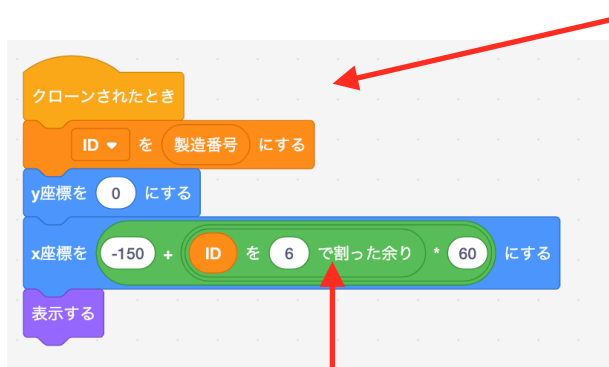 クローンされたとき
ID を 製造番号 にする
y座標を 0 にする
x座標を -150 + ID を 6 で割った余り * 60 にする
表示する